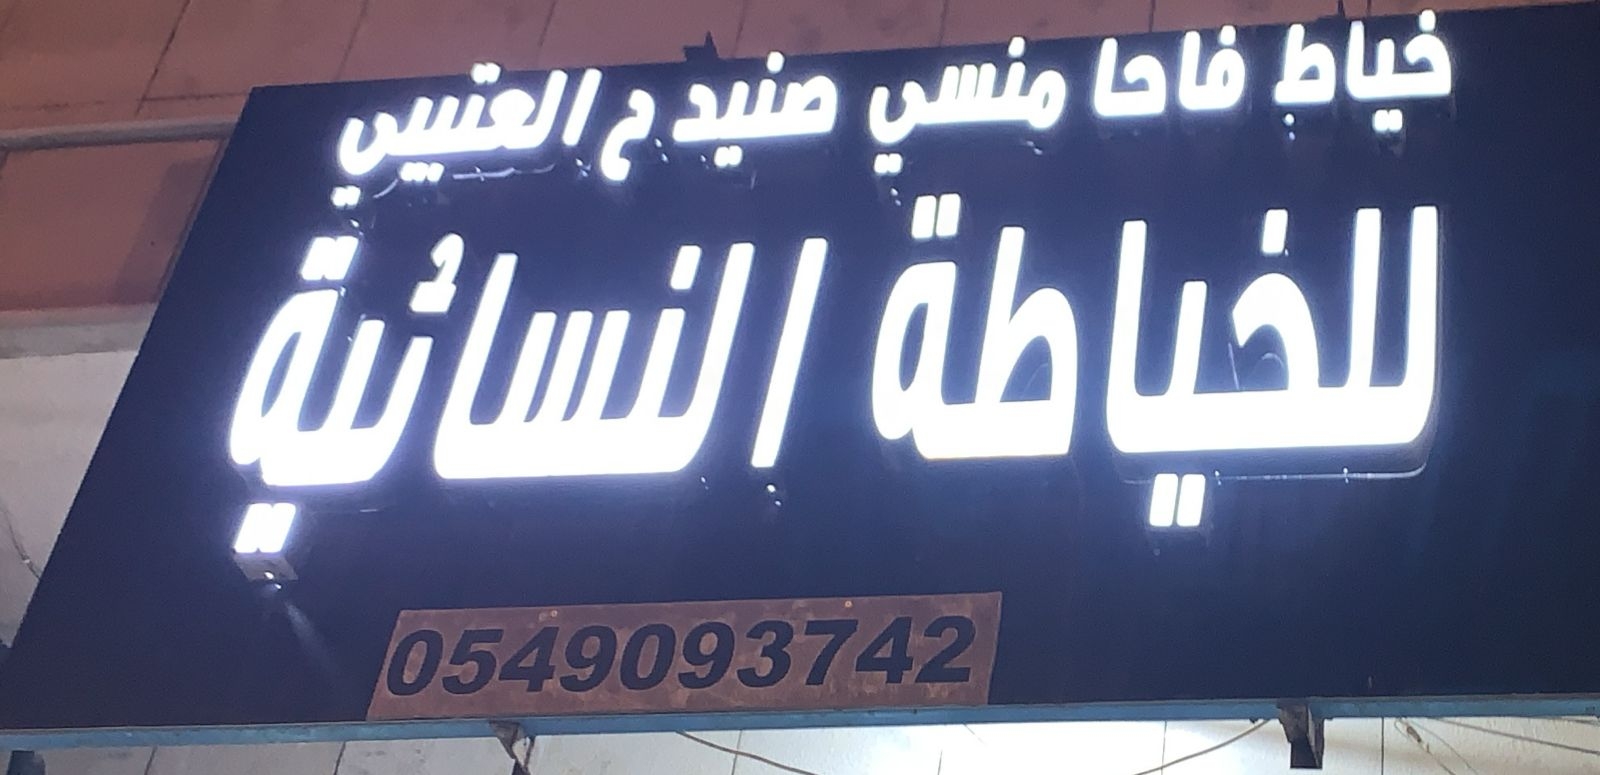 خياط فاحا منسي صنيدح العتيبي
للخياطة النسائية
0549093742